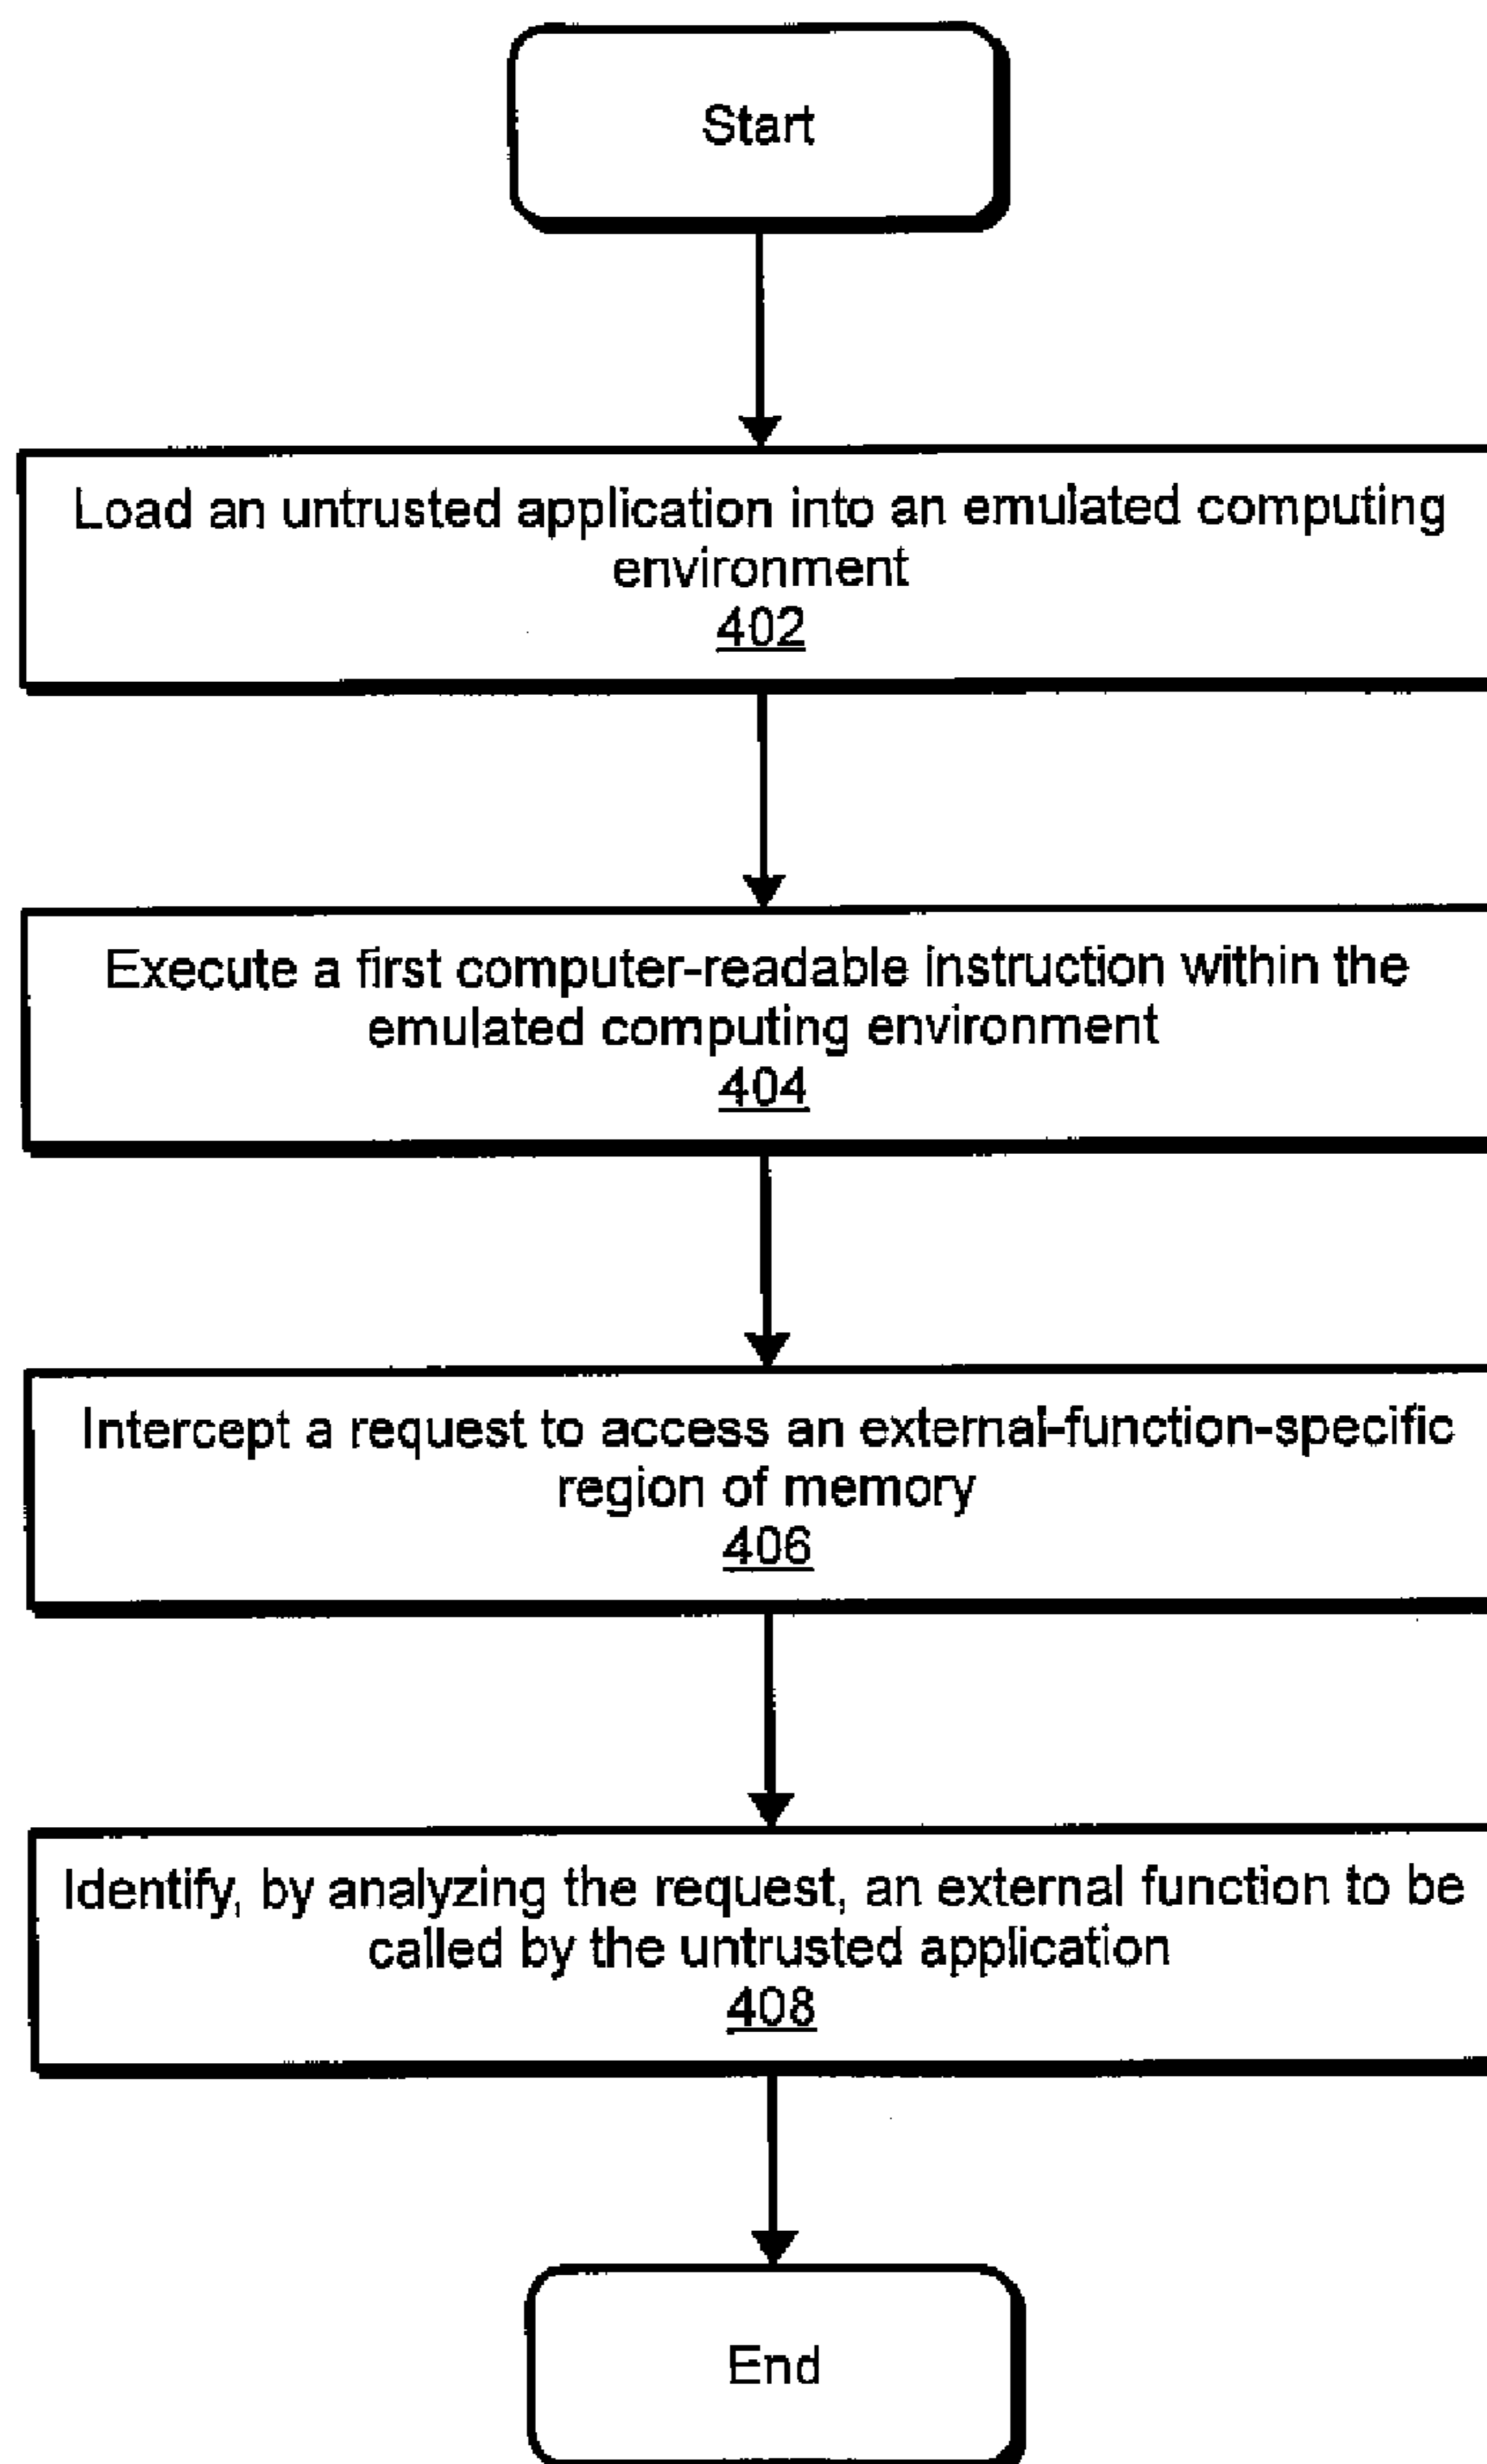 Start
Load an untrusted application into an emulated computing
environment
402
Execute a first computer-readable instruction within the
emulated computing environment
404
Intercept a request to access an external-function-specific
region of memory
406
Identify, by analyzing the request, an external function to be
called by the untrusted application
408
End